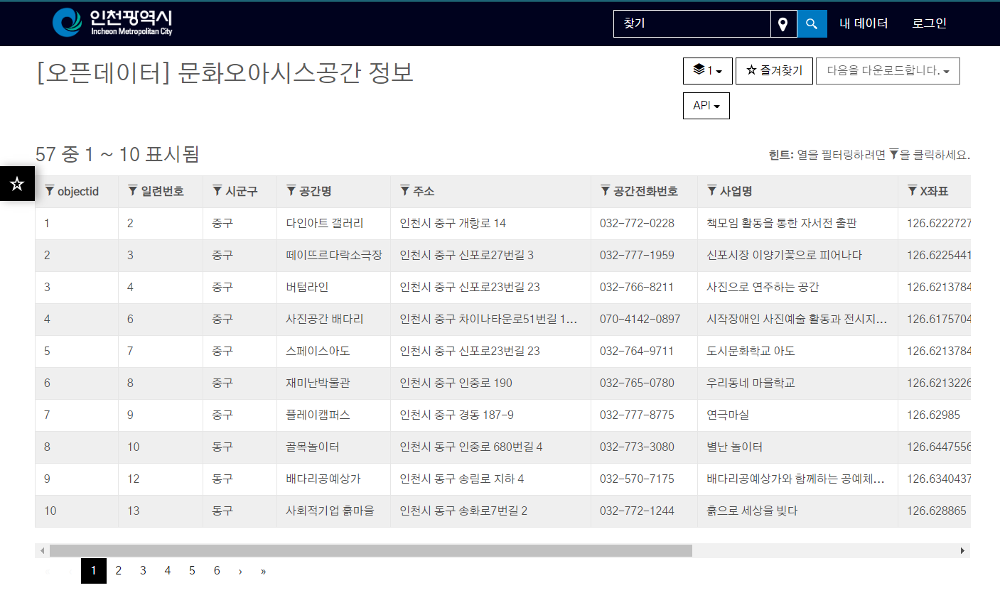 인천광역시
Incheon Metropolitan City
찾기
내 데이터
로그인
[오픈데이터] 문화오아시스공간 정보
1
즐겨찾기
다음을 다운로드합니다.
API
57 중 1 ~ 10 표시됨
힌트: 열을 필터링하려면 을 클릭하세요.
objectid 일련번호 시군구 공간명 주소 공간전화번호 사업명 X좌표
1 2 중구 다인아트 갤러리 인천시 중구 개항로 14 032-772-0228 책모임 활동을 통한 자서전 출판 126.6222727
2 3 중구 떼이뜨르다락소극장 인천시 중구 신포로27번길 3 032-777-1959 신포시장 이양기꽃으로 피어나다 126.6225441
3 4 중구 버텀라인 인천시 중구 신포로23번길 23 032-766-8211 사진으로 연주하는 공간 126.6213784
4 6 중구 사진공간 배다리 인천시 중구 차이나타운로51번길 1... 070-4142-0897 시작장애인 사진예술 활동과 전시지... 126.6175704
5 7 중구 스페이스아도 인천시 중구 신포로23번길 23 032-764-9711 도시문화학교 아도 126.6213784
6 8 중구 재미난박물관 인천시 중구 인중로 190 032-765-0780 우리동네 마을학교 126.6213226
7 9 중구 플레이캠퍼스 인천시 중구 경동 187-9 032-777-8775 연극마실 126.62985
8 10 동구 골목놀이터 인천시 동구 인중로 680번길 4 032-773-3080 별난 놀이터 126.6447556
9 12 동구 배다리공예상가 인천시 동구 송림로 지하 4 032-570-7175 배다리공예상가와 함께하는 공예체... 126.6340437
10 13 동구 사회적기업 흙마을 인천시 동구 송화로7번길 2 032-772-1244 흙으로 세상을 빚다 126.628865
1 2 3 4 5 6 › »